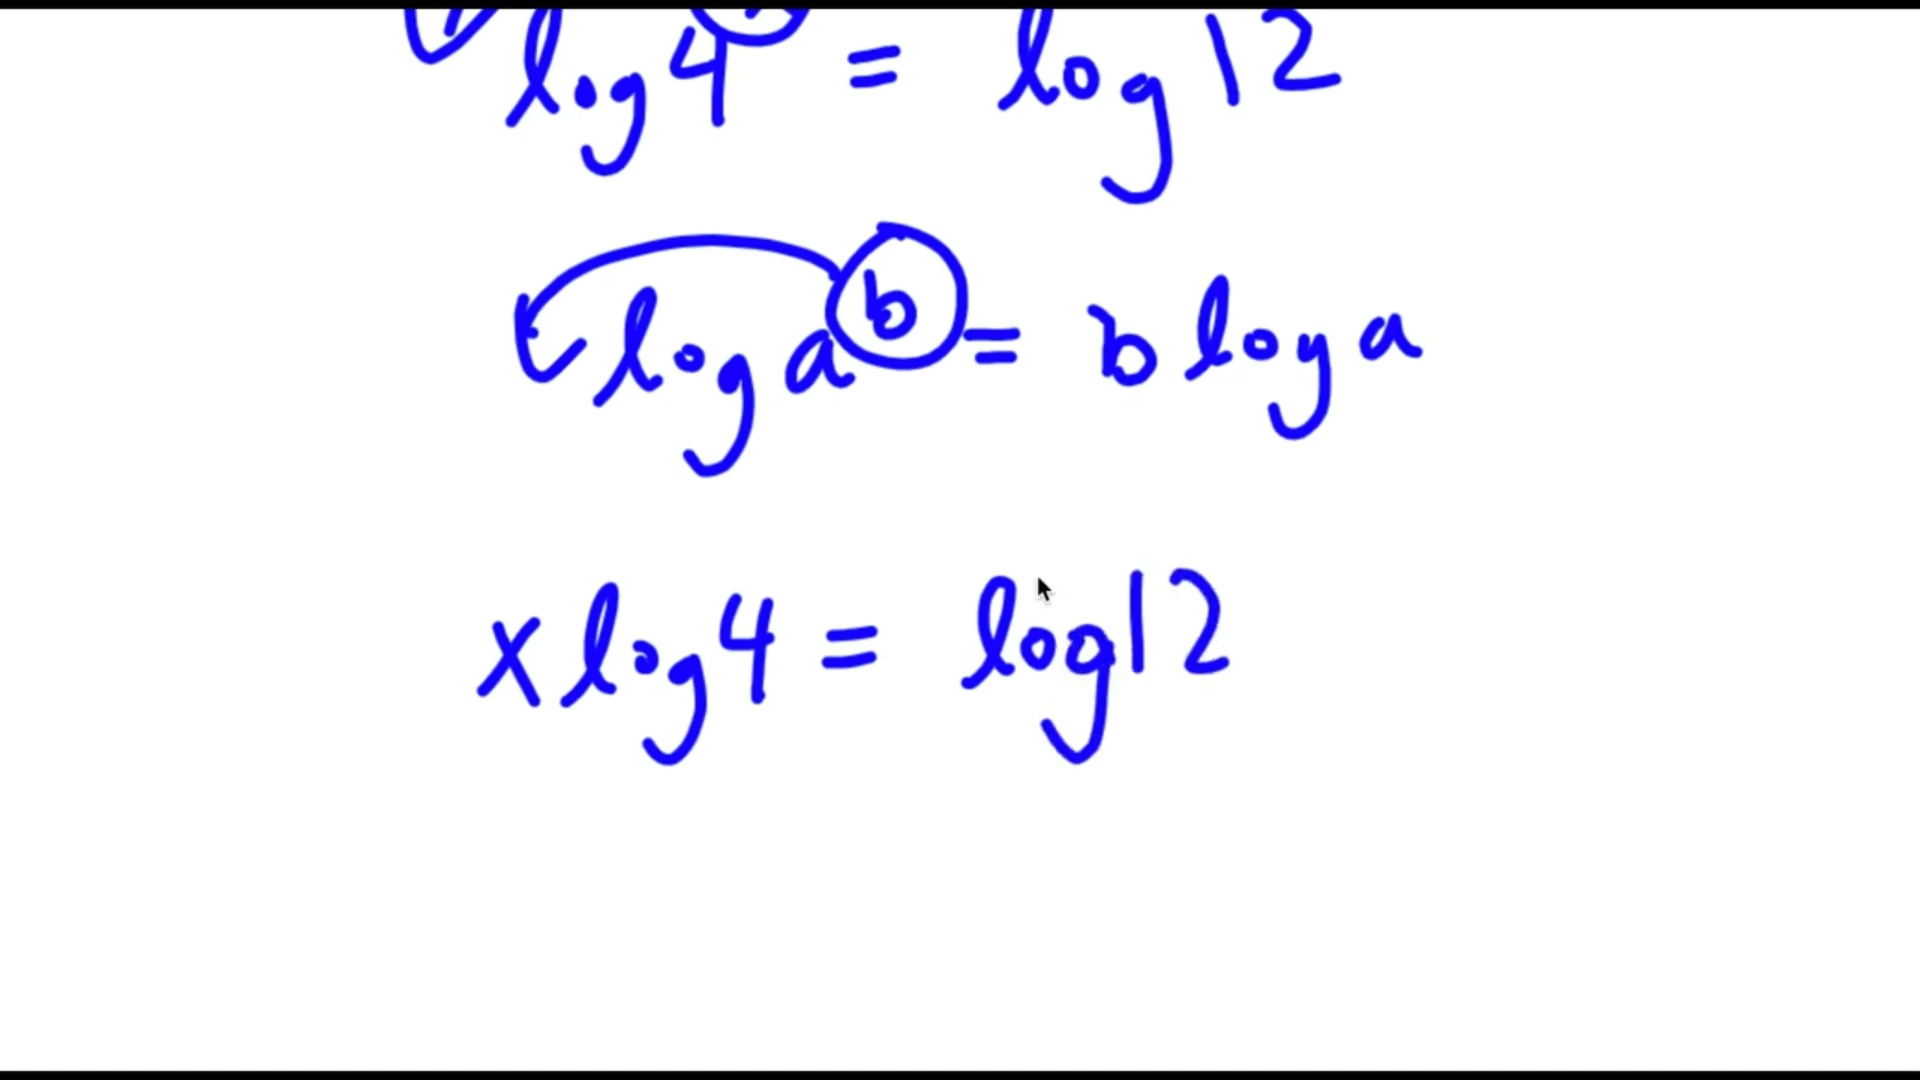 log 4 = log 12
log a^b = b log a
x log 4 = log 12